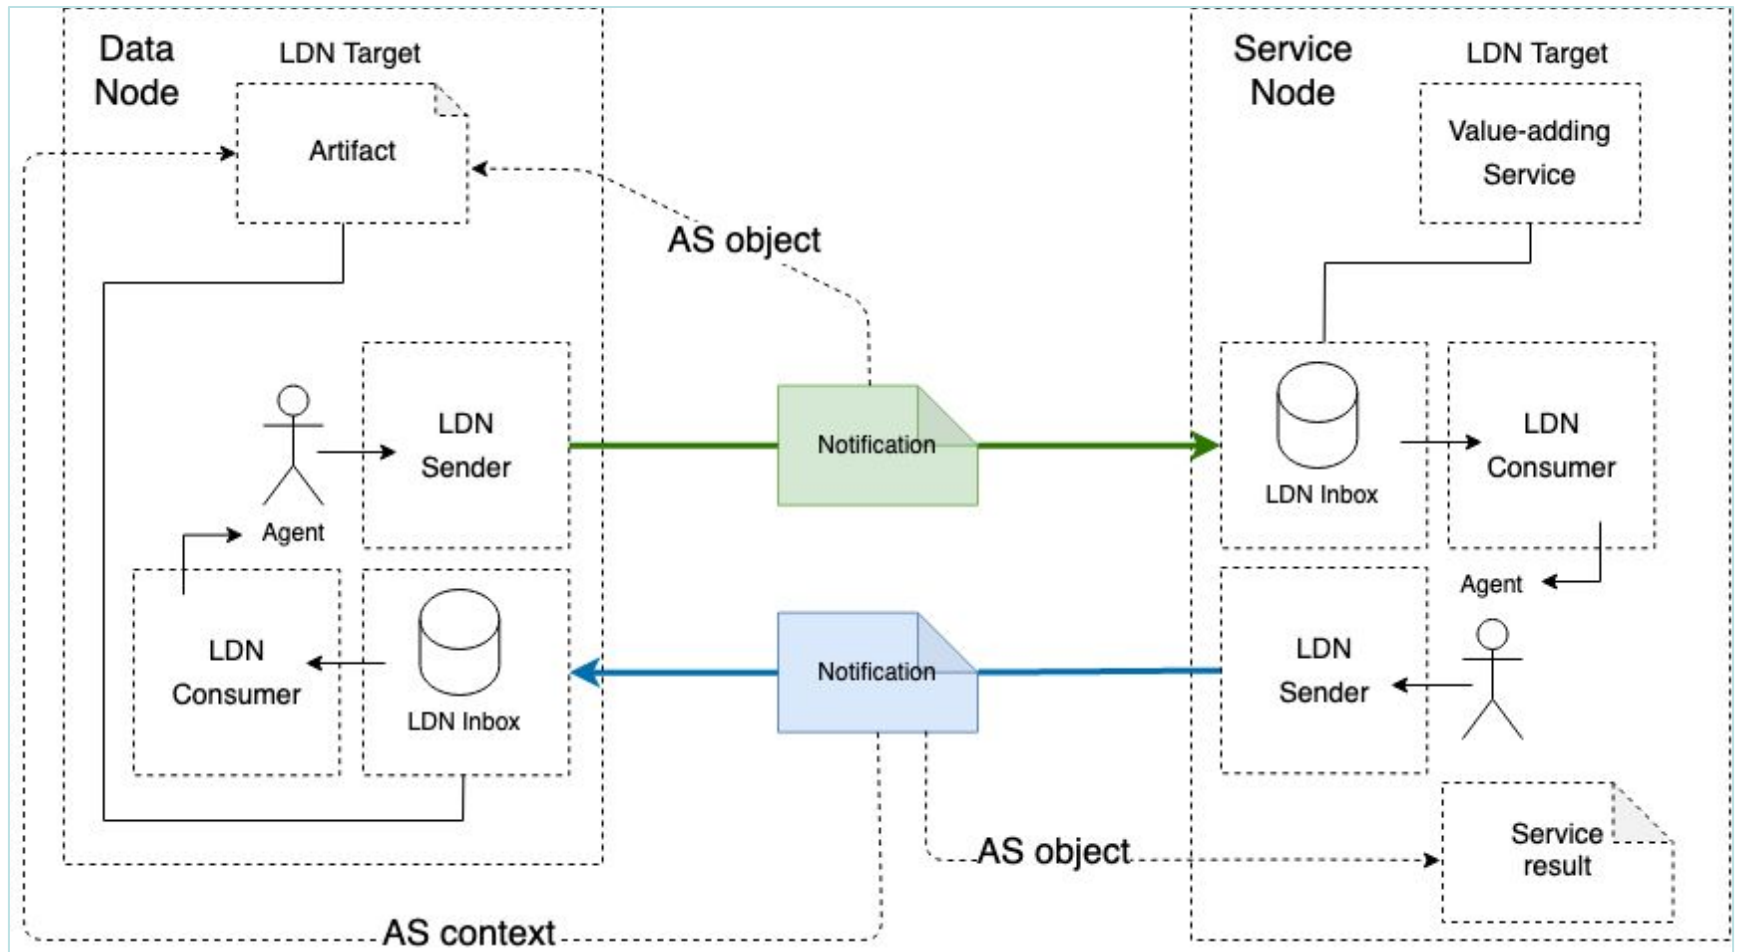 Data
Node
LDN Target
Artifact
Service
Node
LDN Target
Value-adding
Service
AS object
LDN
Sender
Agent
Notification
LDN Inbox
LDN
Consumer
Agent
LDN
Consumer
LDN Inbox
Notification
LDN
Sender
AS object
Service
result
AS context